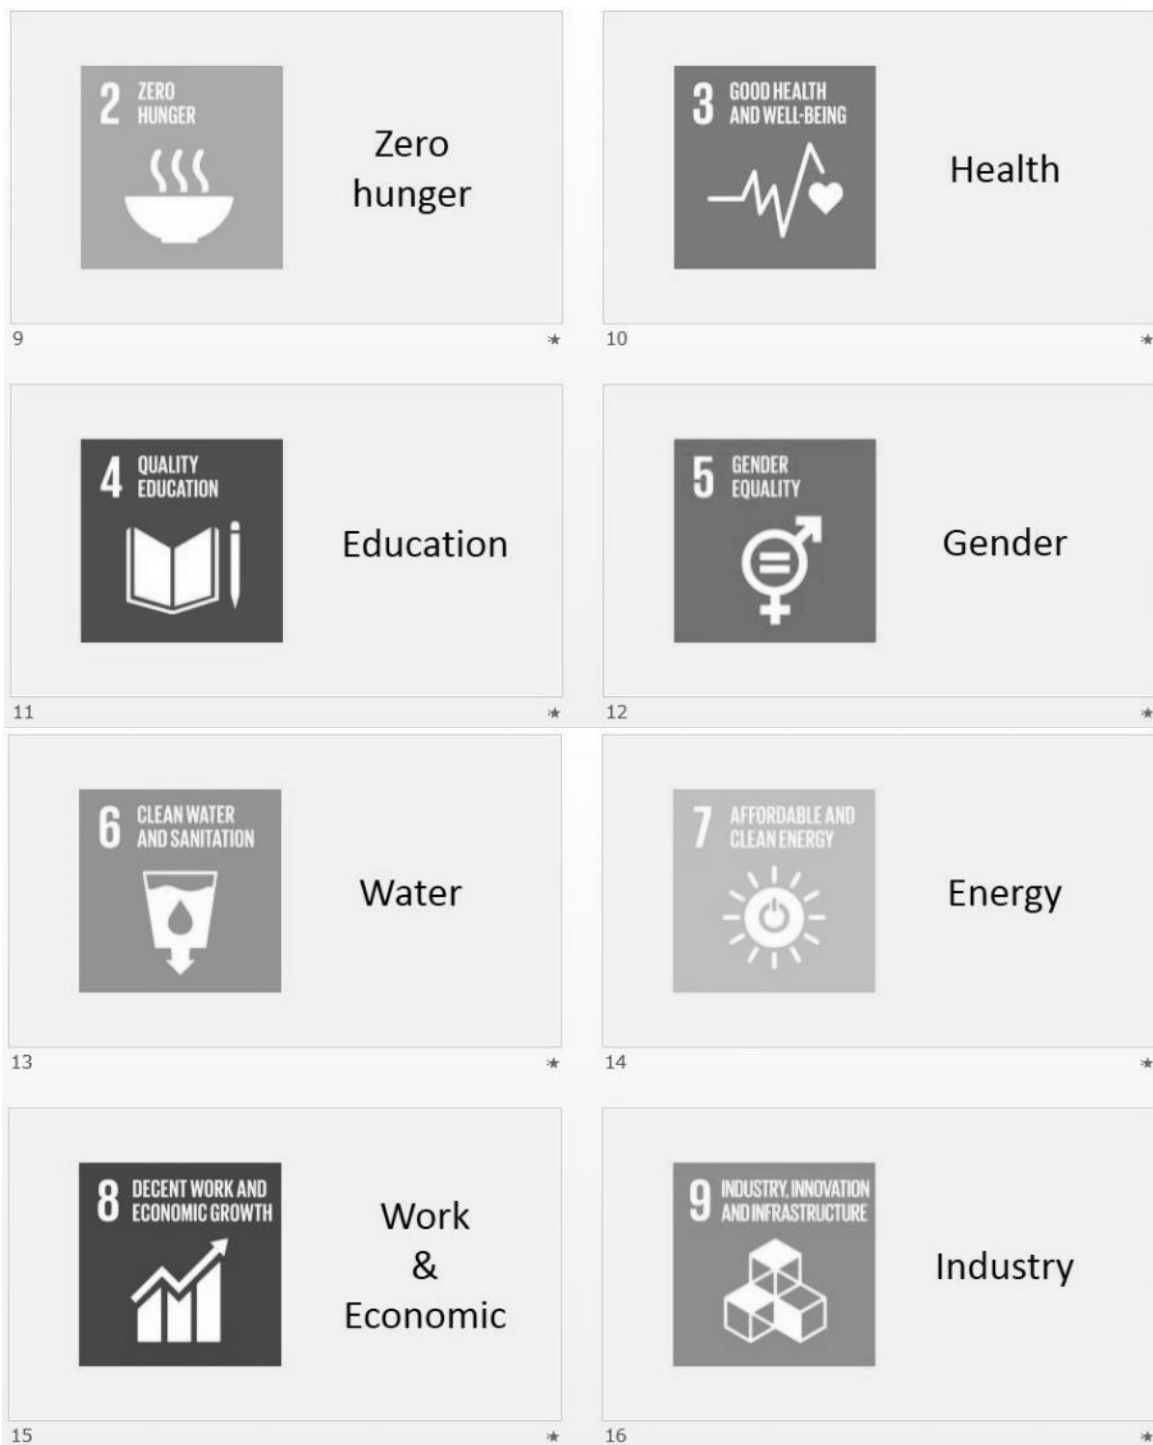 2 ZERO
HUNGER
Zero
hunger
9
3 GOOD HEALTH
AND WELL-BEING
Health
10
4 QUALITY
EDUCATION
Education
11
5 GENDER
EQUALITY
Gender
12
6 CLEAN WATER
AND SANITATION
Water
13
7 AFFORDABLE AND
CLEAN ENERGY
Energy
14
8 DECENT WORK AND
ECONOMIC GROWTH
Work
&
Economic
15
9 INDUSTRY, INNOVATION
AND INFRASTRUCTURE
Industry
16